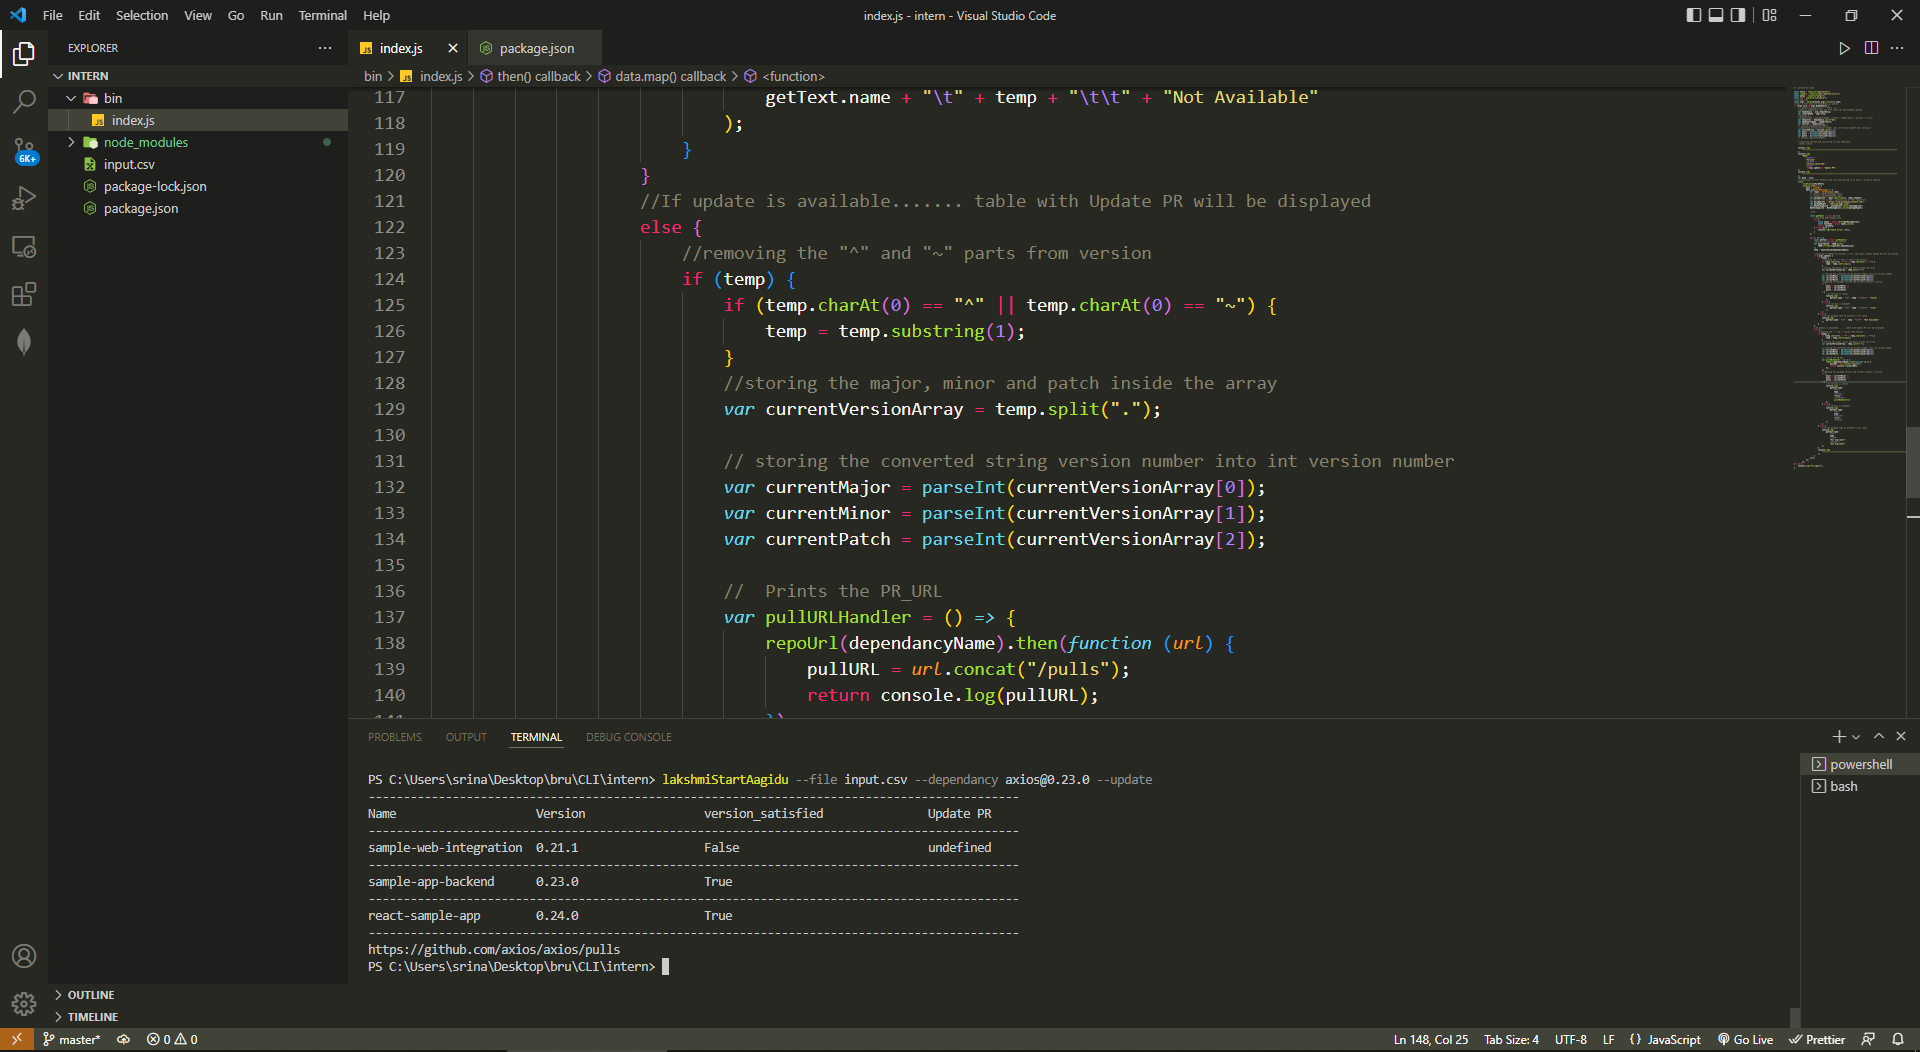 File Edit Selection View Go Run Terminal Help
index.js - intern - Visual Studio Code
EXPLORER
INTERN
bin
index.js
node_modules
input.csv
package-lock.json
package.json
6K+
OUTLINE
TIMELINE
index.js
package.json
bin > index.js > then() callback > data.map() callback > <function>
117 getText.name + "\t" + temp + "\t\t" + "Not Available"
118 );
119 }
120 }
121 //If update is available....... table with Update PR will be displayed
122 else {
123 //removing the "^" and "~" parts from version
124 if (temp) {
125 if (temp.charAt(0) == "^" || temp.charAt(0) == "~") {
126 temp = temp.substring(1);
127 }
128 //storing the major, minor and patch inside the array
129 var currentVersionArray = temp.split(".");
130
131 // storing the converted string version number into int version number
132 var currentMajor = parseInt(currentVersionArray[0]);
133 var currentMinor = parseInt(currentVersionArray[1]);
134 var currentPatch = parseInt(currentVersionArray[2]);
135
136 //  Prints the PR_URL
137 var pullURLHandler = () => {
138 repoUrl(dependancyName).then(function (url) {
139 pullURL = url.concat("/pulls");
140 return console.log(pullURL);
PROBLEMS OUTPUT TERMINAL DEBUG CONSOLE
PS C:\Users\srina\Desktop\bru\CLI\intern> lakshmiStartAagidu --file input.csv --dependancy axios@0.23.0 --update
---------------------------------------------------------------------------------------------
Name Version version_satisfied Update PR
---------------------------------------------------------------------------------------------
sample-web-integration 0.21.1 False undefined
---------------------------------------------------------------------------------------------
sample-app-backend 0.23.0 True
---------------------------------------------------------------------------------------------
react-sample-app 0.24.0 True
---------------------------------------------------------------------------------------------
https://github.com/axios/axios/pulls
PS C:\Users\srina\Desktop\bru\CLI\intern>
powershell
bash
master* 0 0
Ln 148, Col 25 Tab Size: 4 UTF-8 LF {} JavaScript Go Live Prettier